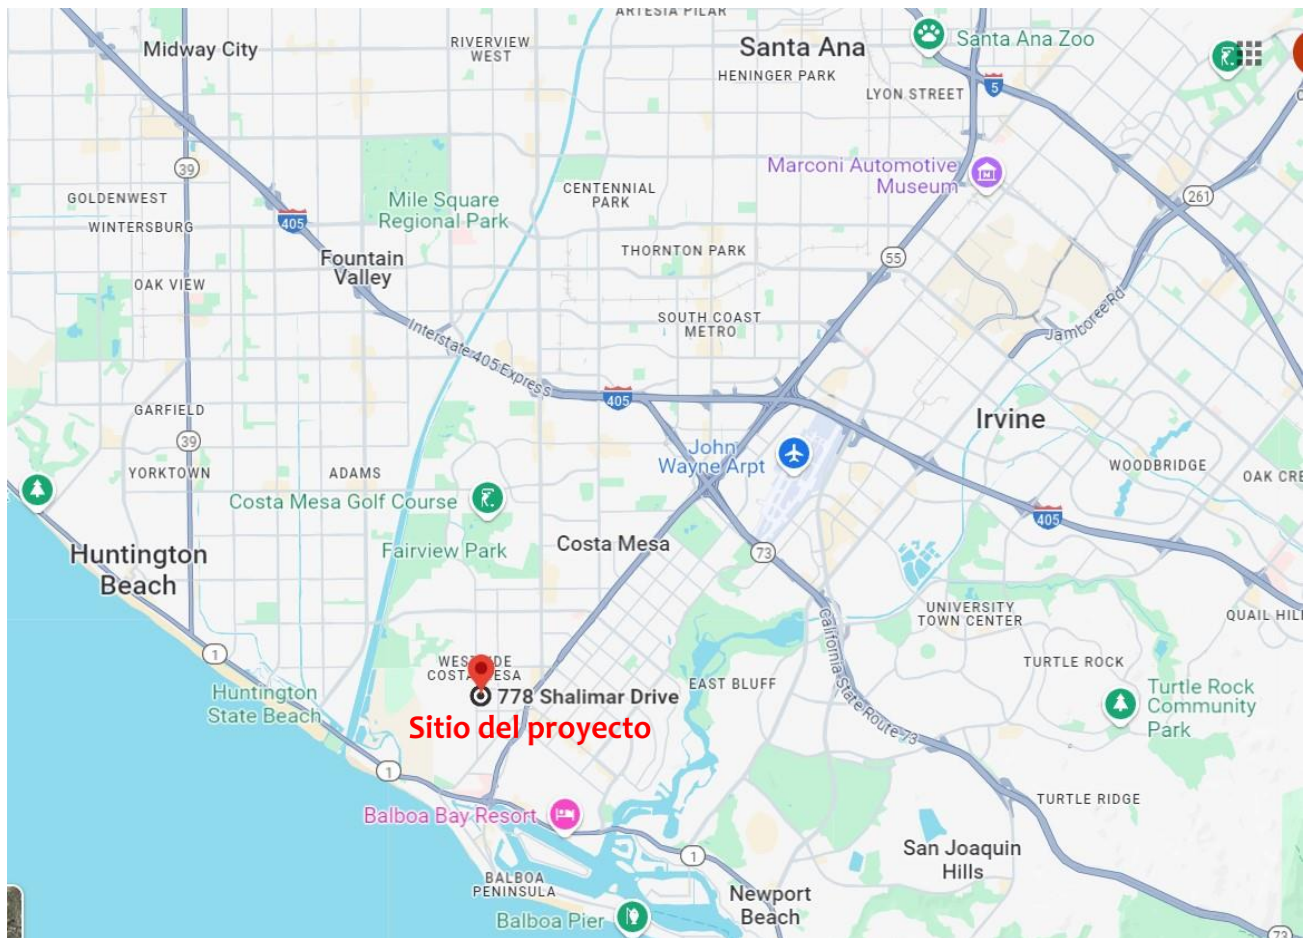 ARTESIA PILAR
Midway City
RIVERVIEW
WEST
Santa Ana
Santa Ana Zoo
HENINGER PARK
5
LYON STREET
39
Marconi Automotive
Museum
GOLDENWEST
Mile Square
Regional Park
CENTENNIAL
PARK
261
WINTERSBURG
405
Fountain
Valley
THORNTON PARK
55
OAK VIEW
SOUTH COAST
METRO
Jamboree Rd
Interstate 405 Express
405
GARFIELD
39
Irvine
John
Wayne Arpt
YORKTOWN
ADAMS
WOODBRIDGE
OAK CRE
Costa Mesa Golf Course
405
Huntington
Beach
Fairview Park
Costa Mesa
73
UNIVERSITY
TOWN CENTER
QUAIL HILL
California State Route 73
1
WESTSIDE
COSTA MESA
TURTLE ROCK
Huntington
State Beach
778 Shalimar Drive
EAST BLUFF
Turtle Rock
Community
Park
Sitio del proyecto
1
Balboa Bay Resort
TURTLE RIDGE
1
San Joaquin
Hills
BALBOA
PENINSULA
Newport
Beach
Balboa Pier
73